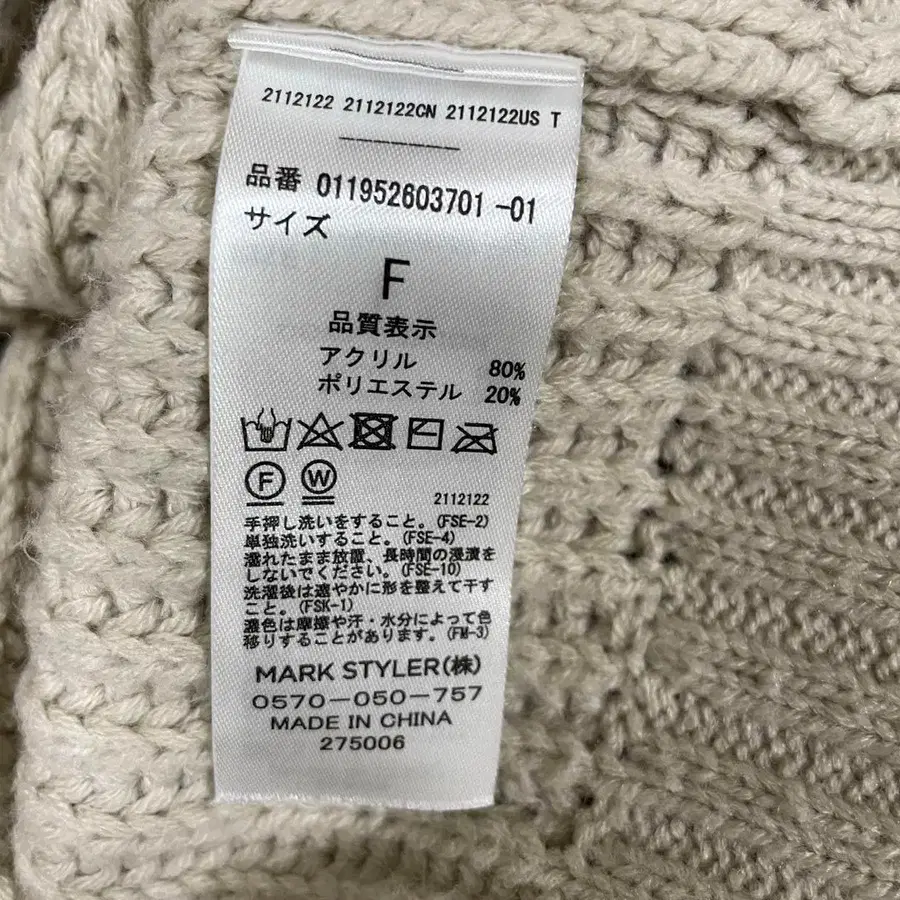 2112122 2112122CN 2112122US T
品番 011952603701 -01
サイズ
F
品質表示
アクリル 80%
ポリエステル 20%
F W
2112122
手押し洗いをすること。(FSE-2)
単独洗いすること。(FSE-4)
濡れたまま放置、長時間の浸漬を
しないでください。(FSE-10)
洗濯後は速やかに形を整えて干す
こと。(FSK-1)
濃色は摩擦や汗・水分によって色
移りすることがあります。(FM-3)
MARK STYLER(株)
0570-050-757
MADE IN CHINA
275006